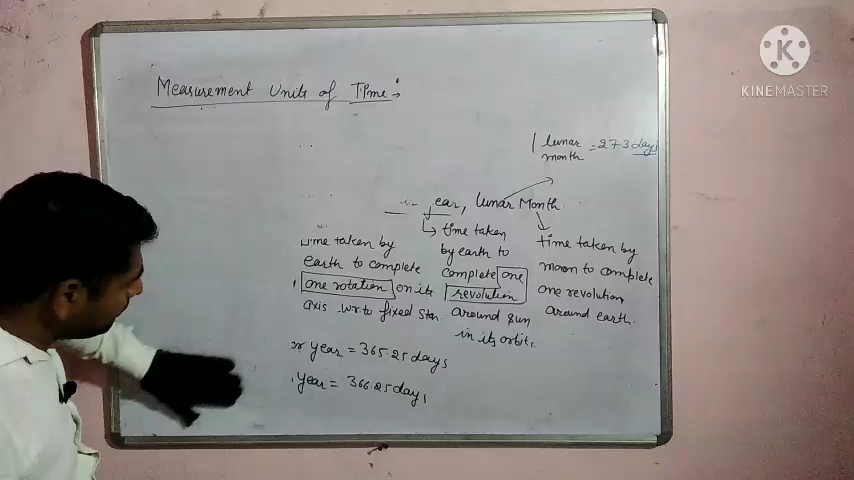 Measurement Units of Time :→
1 lunar month = 273 days
ear, lunar Month.
time taken by earth to complete one rotation on its axis w.r.to fixed star.
time taken by earth to complete one revolution around sun in its orbit.
time taken by moon to complete one revolution around earth.
year = 365.25 days
year = 366.25 days
KINEMASTER